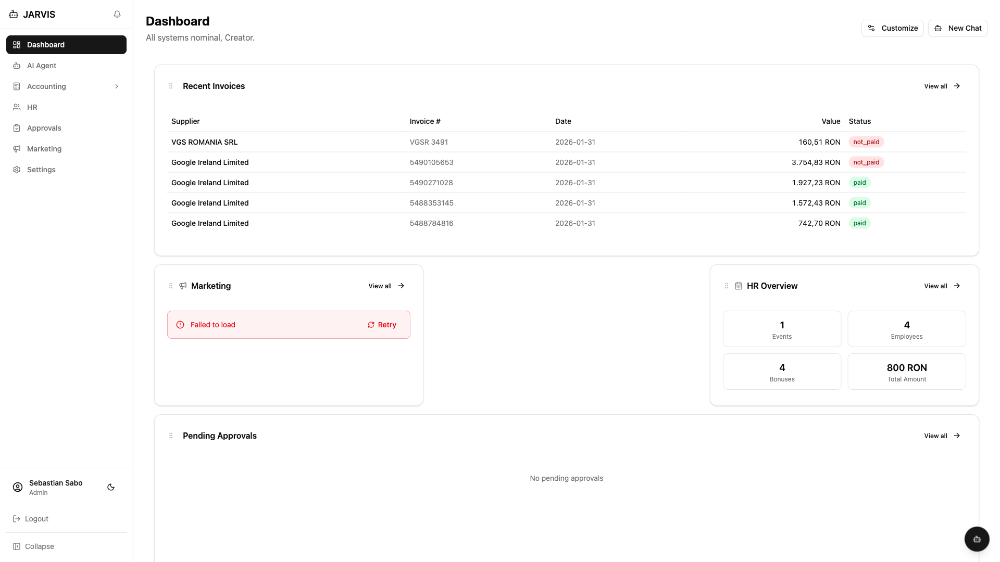 JARVIS
Dashboard
AI Agent
Accounting
HR
Approvals
Marketing
Settings
Sebastian Sabo
Admin
Logout
Collapse
Dashboard
All systems nominal, Creator.
Customize
New Chat
Recent Invoices
View all
Supplier Invoice # Date Value Status
VGS ROMANIA SRL VGSR 3491 2026-01-31 160,51 RON not_paid
Google Ireland Limited 5490105653 2026-01-31 3.754,83 RON not_paid
Google Ireland Limited 5490271028 2026-01-31 1.927,23 RON paid
Google Ireland Limited 5488353145 2026-01-31 1.572,43 RON paid
Google Ireland Limited 5488784816 2026-01-31 742,70 RON paid
Marketing
View all
Failed to load
Retry
HR Overview
View all
1
Events
4
Employees
4
Bonuses
800 RON
Total Amount
Pending Approvals
View all
No pending approvals